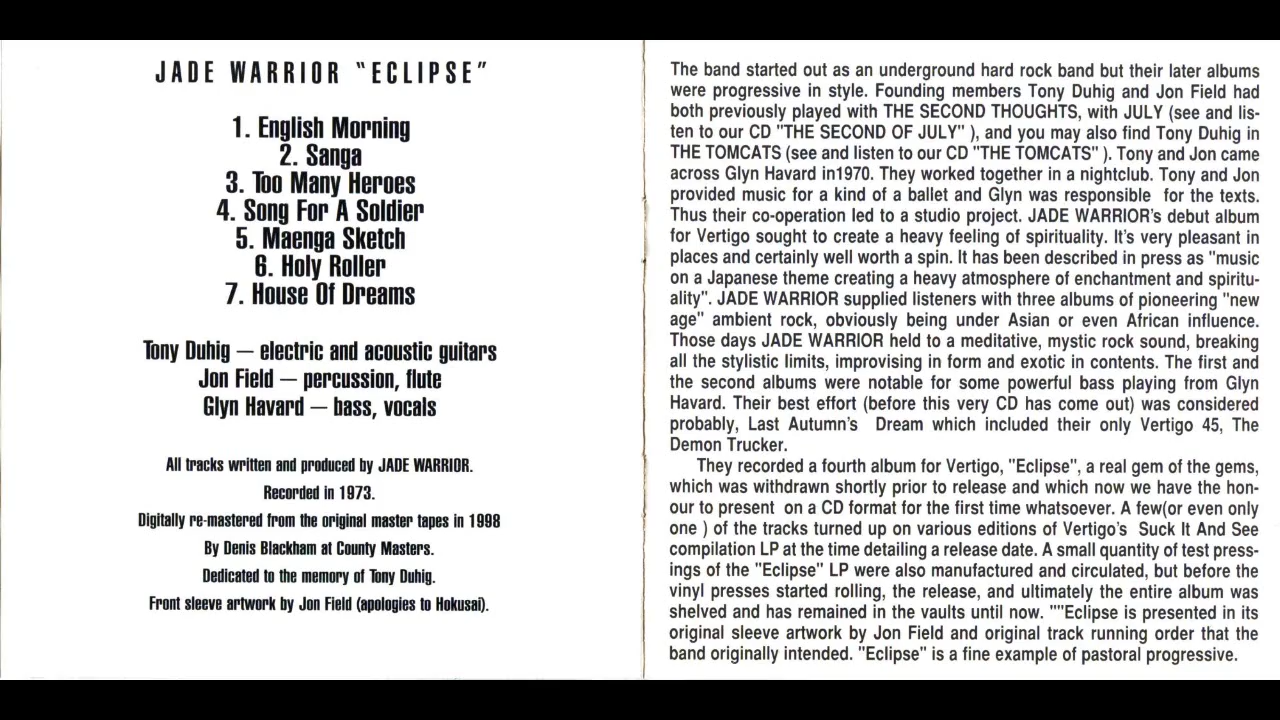 JADE WARRIOR "ECLIPSE"
1. English Morning
2. Sanga
3. Too Many Heroes
4. Song For A Soldier
5. Maenga Sketch
6. Holy Roller
7. House Of Dreams
Tony Duhig — electric and acoustic guitars
Jon Field — percussion, flute
Glyn Havard — bass, vocals
All tracks written and produced by JADE WARRIOR.
Recorded in 1973.
Digitally re-mastered from the original master tapes in 1998
By Denis Blackham at County Masters.
Dedicated to the memory of Tony Duhig.
Front sleeve artwork by Jon Field (apologies to Hokusai).
The band started out as an underground hard rock band but their later albums
were progressive in style. Founding members Tony Duhig and Jon Field had
both previously played with THE SECOND THOUGHTS, with JULY (see and lis-
ten to our CD "THE SECOND OF JULY" ), and you may also find Tony Duhig in
THE TOMCATS (see and listen to our CD "THE TOMCATS" ). Tony and Jon came
across Glyn Havard in1970. They worked together in a nightclub. Tony and Jon
provided music for a kind of a ballet and Glyn was responsible for the texts.
Thus their co-operation led to a studio project. JADE WARRIOR's debut album
for Vertigo sought to create a heavy feeling of spirituality. It's very pleasant in
places and certainly well worth a spin. It has been described in press as "music
on a Japanese theme creating a heavy atmosphere of enchantment and spiritu-
ality". JADE WARRIOR supplied listeners with three albums of pioneering "new
age" ambient rock, obviously being under Asian or even African influence.
Those days JADE WARRIOR held to a meditative, mystic rock sound, breaking
all the stylistic limits, improvising in form and exotic in contents. The first and
the second albums were notable for some powerful bass playing from Glyn
Havard. Their best effort (before this very CD has come out) was considered
probably, Last Autumn's Dream which included their only Vertigo 45, The
Demon Trucker.
They recorded a fourth album for Vertigo, "Eclipse", a real gem of the gems,
which was withdrawn shortly prior to release and which now we have the hon-
our to present on a CD format for the first time whatsoever. A few(or even only
one ) of the tracks turned up on various editions of Vertigo's Suck It And See
compilation LP at the time detailing a release date. A small quantity of test press-
ings of the "Eclipse" LP were also manufactured and circulated, but before the
vinyl presses started rolling, the release, and ultimately the entire album was
shelved and has remained in the vaults until now. ""Eclipse is presented in its
original sleeve artwork by Jon Field and original track running order that the
band originally intended. "Eclipse" is a fine example of pastoral progressive.